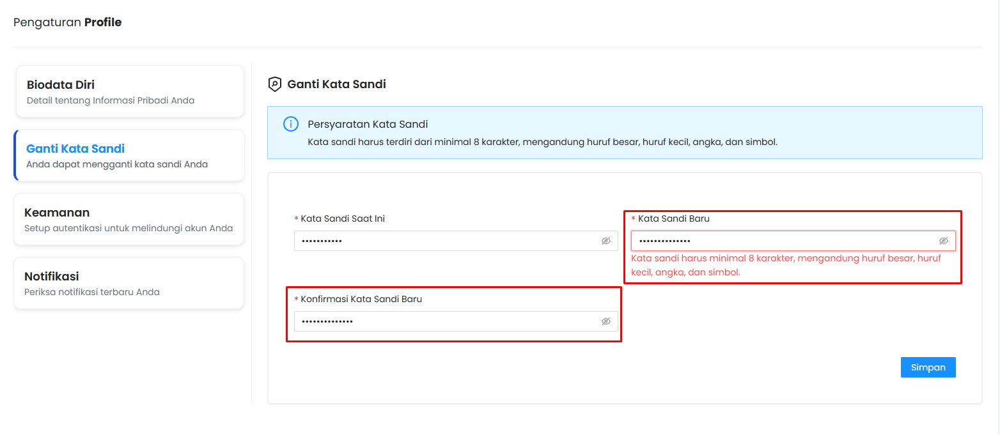 Pengaturan Profile
Biodata Diri
Detail tentang Informasi Pribadi Anda
Ganti Kata Sandi
Anda dapat mengganti kata sandi Anda
Keamanan
Setup autentikasi untuk melindungi akun Anda
Notifikasi
Periksa notifikasi terbaru Anda
Ganti Kata Sandi
Persyaratan Kata Sandi
Kata sandi harus terdiri dari minimal 8 karakter, mengandung huruf besar, huruf kecil, angka, dan simbol.
* Kata Sandi Saat Ini
•••••••••••
* Kata Sandi Baru
••••••••••••••
Kata sandi harus minimal 8 karakter, mengandung huruf besar, huruf
kecil, angka, dan simbol.
* Konfirmasi Kata Sandi Baru
••••••••••••••
Simpan